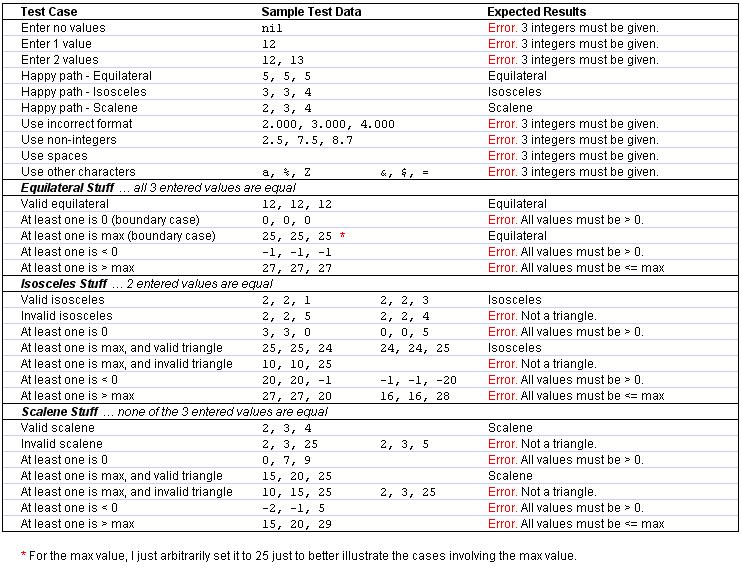 Test Case Sample Test Data Expected Results
Enter no values nil Error. 3 integers must be given.
Enter 1 value 12 Error. 3 integers must be given.
Enter 2 values 12, 13 Error. 3 integers must be given.
Happy path - Equilateral 5, 5, 5 Equilateral
Happy path - Isosceles 3, 3, 4 Isosceles
Happy path - Scalene 2, 3, 4 Scalene
Use incorrect format 2.000, 3.000, 4.000 Error. 3 integers must be given.
Use non-integers 2.5, 7.5, 8.7 Error. 3 integers must be given.
Use spaces Error. 3 integers must be given.
Use other characters a, %, Z &, $, = Error. 3 integers must be given.
Equilateral Stuff ... all 3 entered values are equal
Valid equilateral 12, 12, 12 Equilateral
At least one is 0 (boundary case) 0, 0, 0 Error. All values must be > 0.
At least one is max (boundary case) 25, 25, 25 * Equilateral
At least one is < 0 -1, -1, -1 Error. All values must be > 0.
At least one is > max 27, 27, 27 Error. All values must be <= max
Isosceles Stuff ... 2 entered values are equal
Valid isosceles 2, 2, 1 2, 2, 3 Isosceles
Invalid isosceles 2, 2, 5 2, 2, 4 Error. Not a triangle.
At least one is 0 3, 3, 0 0, 0, 5 Error. All values must be > 0.
At least one is max, and valid triangle 25, 25, 24 24, 24, 25 Isosceles
At least one is max, and invalid triangle 10, 10, 25 Error. Not a triangle.
At least one is < 0 20, 20, -1 -1, -1, -20 Error. All values must be > 0.
At least one is > max 27, 27, 20 16, 16, 28 Error. All values must be <= max
Scalene Stuff ... none of the 3 entered values are equal
Valid scalene 2, 3, 4 Scalene
Invalid scalene 2, 3, 25 2, 3, 5 Error. Not a triangle.
At least one is 0 0, 7, 9 Error. All values must be > 0.
At least one is max, and valid triangle 15, 20, 25 Scalene
At least one is max, and invalid triangle 10, 15, 25 2, 3, 25 Error. Not a triangle.
At least one is < 0 -2, -1, 5 Error. All values must be > 0.
At least one is > max 15, 20, 29 Error. All values must be <= max
* For the max value, I just arbitrarily set it to 25 just to better illustrate the cases involving the max value.